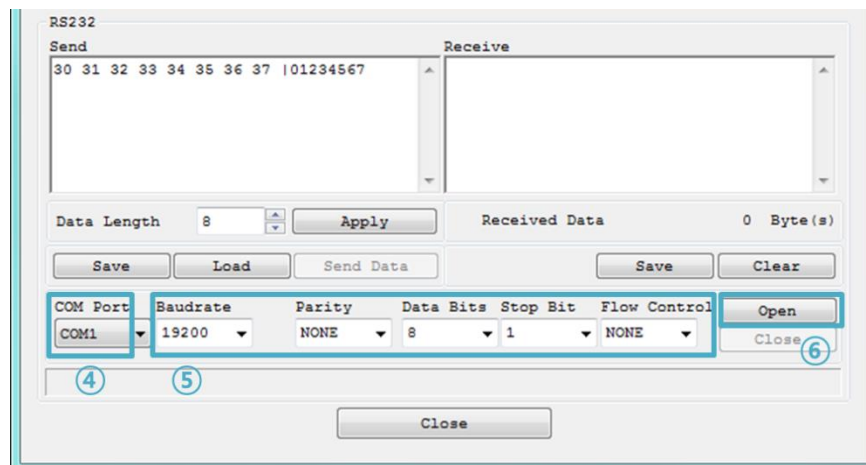 RS232
Send Receive
30 31 32 33 34 35 36 37 |01234567
Data Length 8 Apply Received Data 0 Byte(s)
Save Load Send Data Save Clear
COM Port Baudrate Parity Data Bits Stop Bit Flow Control Open
COM1 19200 NONE 8 1 NONE Close
④ ⑤ ⑥
Close